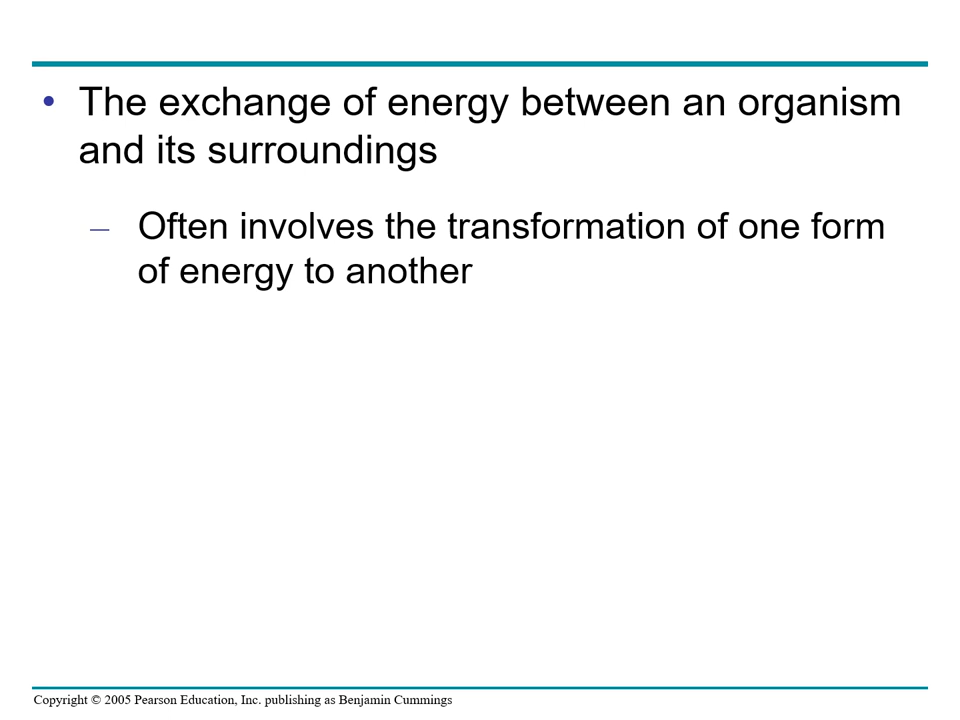 • The exchange of energy between an organism
and its surroundings
– Often involves the transformation of one form
of energy to another
Copyright © 2005 Pearson Education, Inc. publishing as Benjamin Cummings